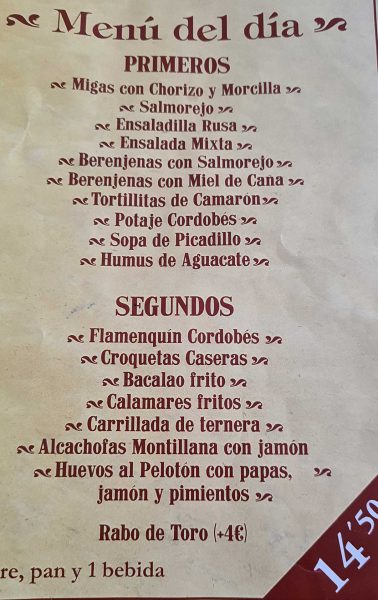 Menú del día
PRIMEROS
Migas con Chorizo y Morcilla
Salmorejo
Ensaladilla Rusa
Ensalada Mixta
Berenjenas con Salmorejo
Berenjenas con Miel de Caña
Tortillitas de Camarón
Potaje Cordobés
Sopa de Picadillo
Humus de Aguacate
SEGUNDOS
Flamenquín Cordobés
Croquetas Caseras
Bacalao frito
Calamares fritos
Carrillada de ternera
Alcachofas Montillana con jamón
Huevos al Pelotón con papas,
jamón y pimientos
Rabo de Toro (+4€)
re, pan y 1 bebida
14'50